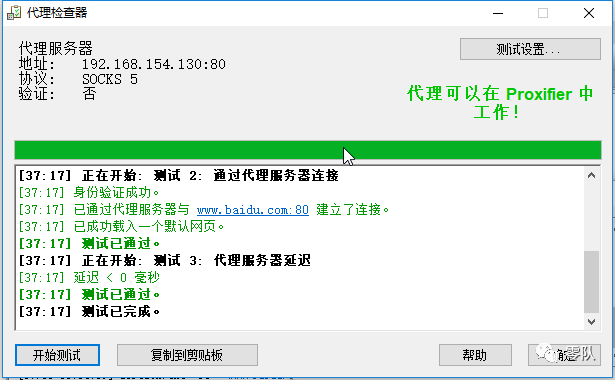 代理检查器
代理服务器
地址: 192.168.154.130:80
协议: SOCKS 5
验证: 否
测试设置...
代理可以在 Proxifier 中
工作!
[37:17] 正在开始: 测试 2: 通过代理服务器连接
[37:17] 身份验证成功。
[37:17] 已通过代理服务器与 www.baidu.com:80 建立了连接。
[37:17] 已成功载入一个默认网页。
[37:17] 测试已通过。
[37:17] 正在开始: 测试 3: 代理服务器延迟
[37:17] 延迟 < 0 毫秒
[37:17] 测试已通过。
[37:17] 测试已完成。
开始测试
复制到剪贴板
帮助
零队